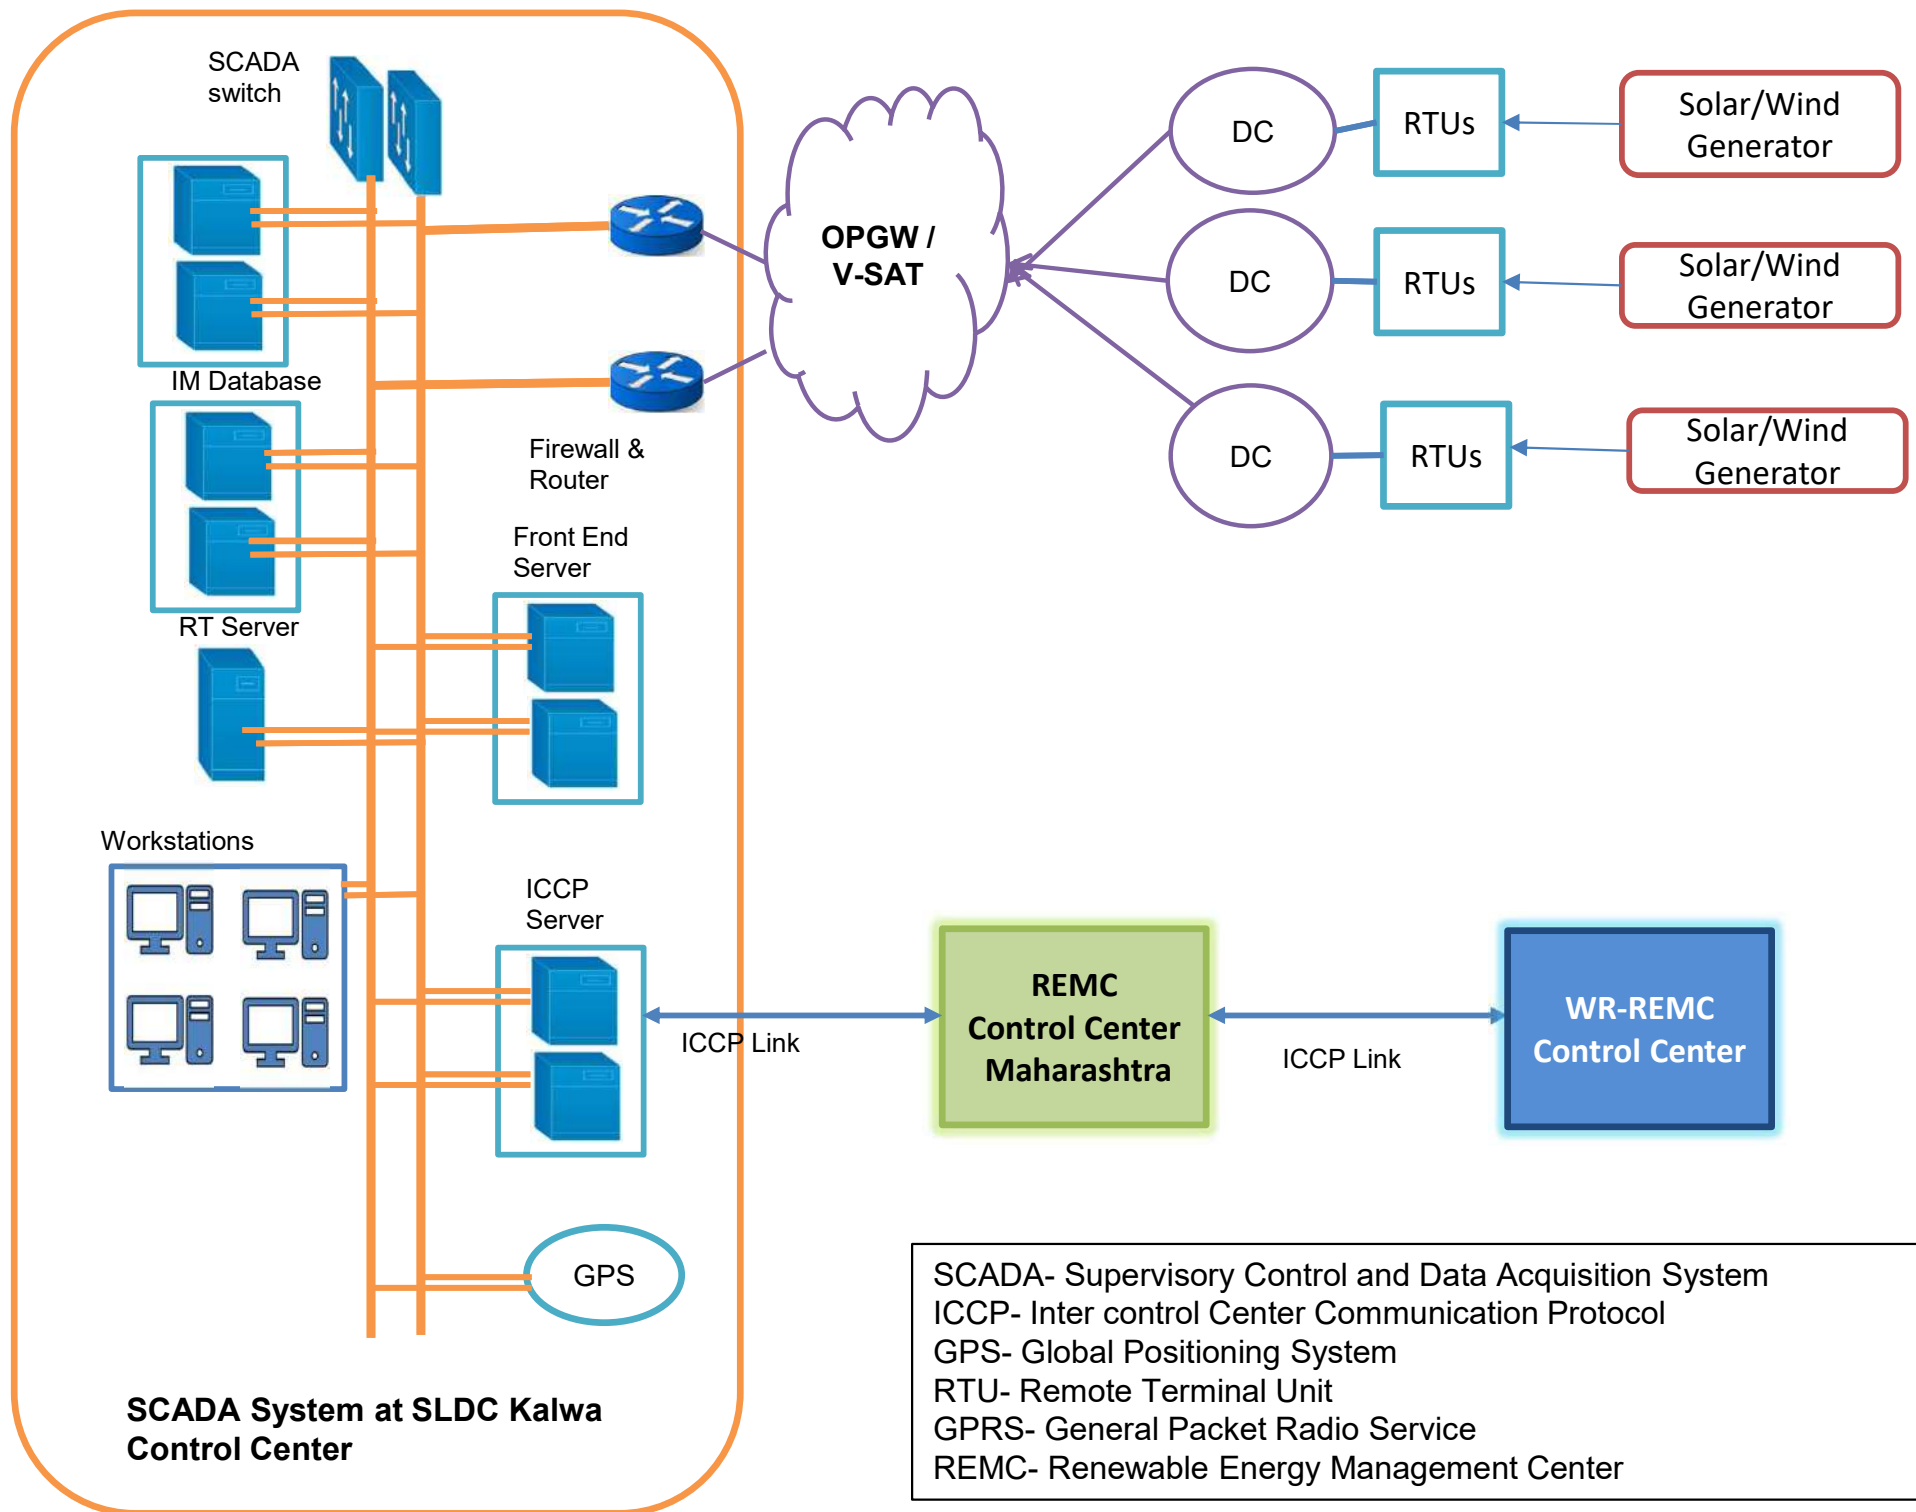 SCADA
switch
IM Database
RT Server
Firewall &
Router
Front End
Server
Workstations
ICCP
Server
GPS
SCADA System at SLDC Kalwa
Control Center
OPGW /
V-SAT
DC
RTUs
Solar/Wind
Generator
DC
RTUs
Solar/Wind
Generator
DC
RTUs
Solar/Wind
Generator
ICCP Link
REMC
Control Center
Maharashtra
ICCP Link
WR-REMC
Control Center
SCADA- Supervisory Control and Data Acquisition System
ICCP- Inter control Center Communication Protocol
GPS- Global Positioning System
RTU- Remote Terminal Unit
GPRS- General Packet Radio Service
REMC- Renewable Energy Management Center